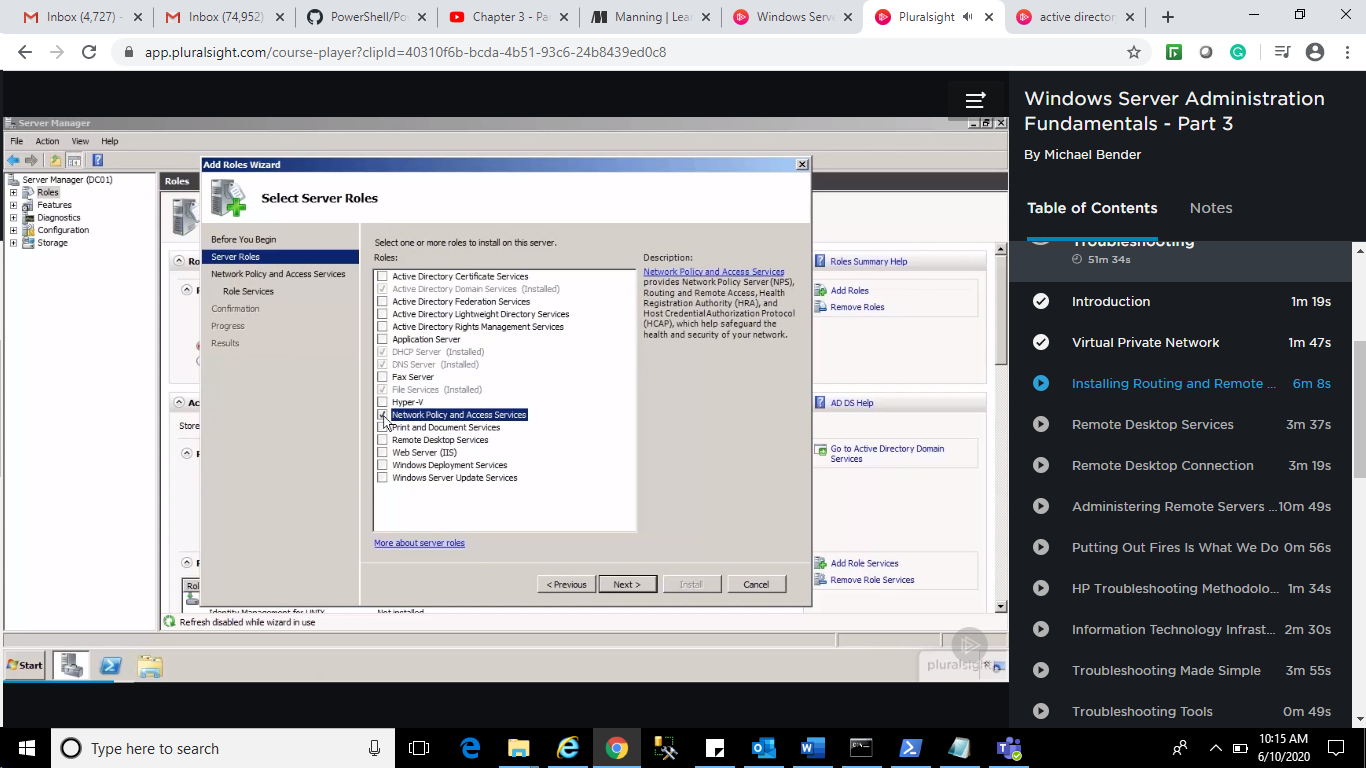 Inbox (4,727) -
Inbox (74,952)
PowerShell/Po
Chapter 3 - Pa
Manning | Lea
Windows Serve
Pluralsight
active director
app.pluralsight.com/course-player?clipId=40310f6b-bcda-4b51-93c6-24b8439ed0c8
Server Manager
File Action View Help
Server Manager (DC01)
Roles
Features
Diagnostics
Configuration
Storage
Roles
Add Roles Wizard
Select Server Roles
Before You Begin
Server Roles
Network Policy and Access Services
Role Services
Confirmation
Progress
Results
Select one or more roles to install on this server.
Roles:
Active Directory Certificate Services
Active Directory Domain Services (Installed)
Active Directory Federation Services
Active Directory Lightweight Directory Services
Active Directory Rights Management Services
Application Server
DHCP Server (Installed)
DNS Server (Installed)
Fax Server
File Services (Installed)
Hyper-V
Network Policy and Access Services
Print and Document Services
Remote Desktop Services
Web Server (IIS)
Windows Deployment Services
Windows Server Update Services
More about server roles
Description:
Network Policy and Access Services
provides Network Policy Server (NPS),
Routing and Remote Access, Health
Registration Authority (HRA), and
Host Credential Authorization Protocol
(HCAP), which help safeguard the
health and security of your network.
< Previous
Next >
Install
Cancel
Roles Summary Help
Add Roles
Remove Roles
AD DS Help
Go to Active Directory Domain
Services
Add Role Services
Remove Role Services
Ro
Ac
Store
Rol
Identity Management for UNIX Not installed
Refresh disabled while wizard in use
Start
pluralsight
Windows Server Administration
Fundamentals - Part 3
By Michael Bender
Table of Contents
Notes
Troubleshooting
51m 34s
Introduction 1m 19s
Virtual Private Network 1m 47s
Installing Routing and Remote ... 6m 8s
Remote Desktop Services 3m 37s
Remote Desktop Connection 3m 19s
Administering Remote Servers ... 10m 49s
Putting Out Fires Is What We Do 0m 56s
HP Troubleshooting Methodolo... 1m 34s
Information Technology Infrast... 2m 30s
Troubleshooting Made Simple 3m 55s
Troubleshooting Tools 0m 49s
Type here to search
10:15 AM
6/10/2020